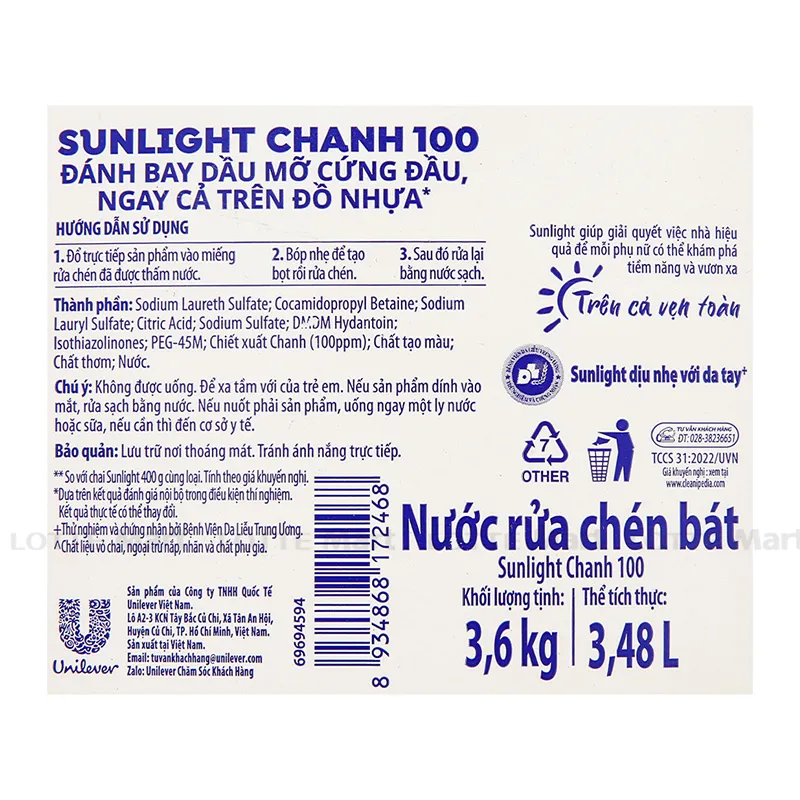 SUNLIGHT CHANH 100
ĐÁNH BAY DẦU MỠ CỨNG ĐẦU,
NGAY CẢ TRÊN ĐỒ NHỰA*
HƯỚNG DẪN SỬ DỤNG
1. Đổ trực tiếp sản phẩm vào miếng
rửa chén đã được thấm nước.
2. Bóp nhẹ để tạo
bọt rồi rửa chén.
3. Sau đó rửa lại
bằng nước sạch.
Thành phần: Sodium Laureth Sulfate; Cocamidopropyl Betaine; Sodium
Lauryl Sulfate; Citric Acid; Sodium Sulfate; DMDM Hydantoin;
Isothiazolinones; PEG-45M; Chiết xuất Chanh (100ppm); Chất tạo màu;
Chất thơm; Nước.
Chú ý: Không được uống. Để xa tầm với của trẻ em. Nếu sản phẩm dính vào
mắt, rửa sạch bằng nước. Nếu nuốt phải sản phẩm, uống ngay một ly nước
hoặc sữa, nếu cần thì đến cơ sở y tế.
Bảo quản: Lưu trữ nơi thoáng mát. Tránh ánh nắng trực tiếp.
** So với chai Sunlight 400 g cùng loại. Tính theo giá khuyến nghị.
*Dựa trên kết quả đánh giá nội bộ trong điều kiện thí nghiệm.
Kết quả thực tế có thể thay đổi.
+Thử nghiệm và chứng nhận bởi Bệnh Viện Da Liễu Trung Ương.
^Chất liệu vỏ chai, ngoại trừ nắp, nhãn và chất phụ gia.
Unilever
Sản phẩm của Công ty TNHH Quốc Tế
Unilever Việt Nam.
Lô A2-3 KCN Tây Bắc Củ Chi, Xã Tân An Hội,
Huyện Củ Chi, TP. Hồ Chí Minh, Việt Nam.
Sản xuất tại Việt Nam.
Email: tuvankhachhang@unilever.com
Zalo: Unilever Chăm Sóc Khách Hàng
69694594
8 934868 172468
Sunlight giúp giải quyết việc nhà hiệu
quả để mỗi phụ nữ có thể khám phá
tiềm năng và vươn xa
Trên cả vẹn toàn
Sunlight dịu nhẹ với da tay+
7
OTHER
TƯ VẤN KHÁCH HÀNG
ĐT: 028-38236651
TCCS 31:2022/UVN
Giá khuyến nghị: xem tại
www.cleanipedia.com
Nước rửa chén bát
Sunlight Chanh 100
Khối lượng tịnh:
3,6 kg
Thể tích thực:
3,48 L